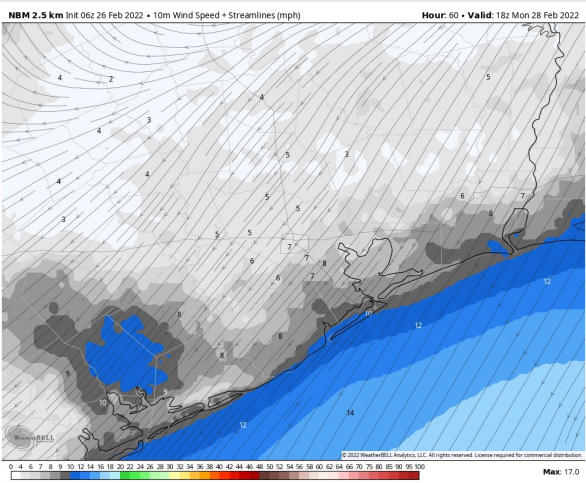 NBM 2.5 km Init 06z 26 Feb 2022 • 10m Wind Speed + Streamlines (mph) Hour: 60 • Valid: 18z Mon 28 Feb 2022
4 2 5
4
3
4
4
4 5 3
5 6 7
3 5 8
5 5
7
6 7 8
6 7 12
8 10 12
8
8
9
9
10 14
12
WeatherBELL
© 2022 WeatherBELL Analytics, LLC. All rights reserved. License required for commercial distribution.
0 4 5 6 7 8 9 10 12 14 16 18 20 22 24 26 28 30 32 34 36 38 40 42 44 46 48 50 52 54 56 58 60 62 64 66 70 75 80 85 90 95 100 Max: 17.0